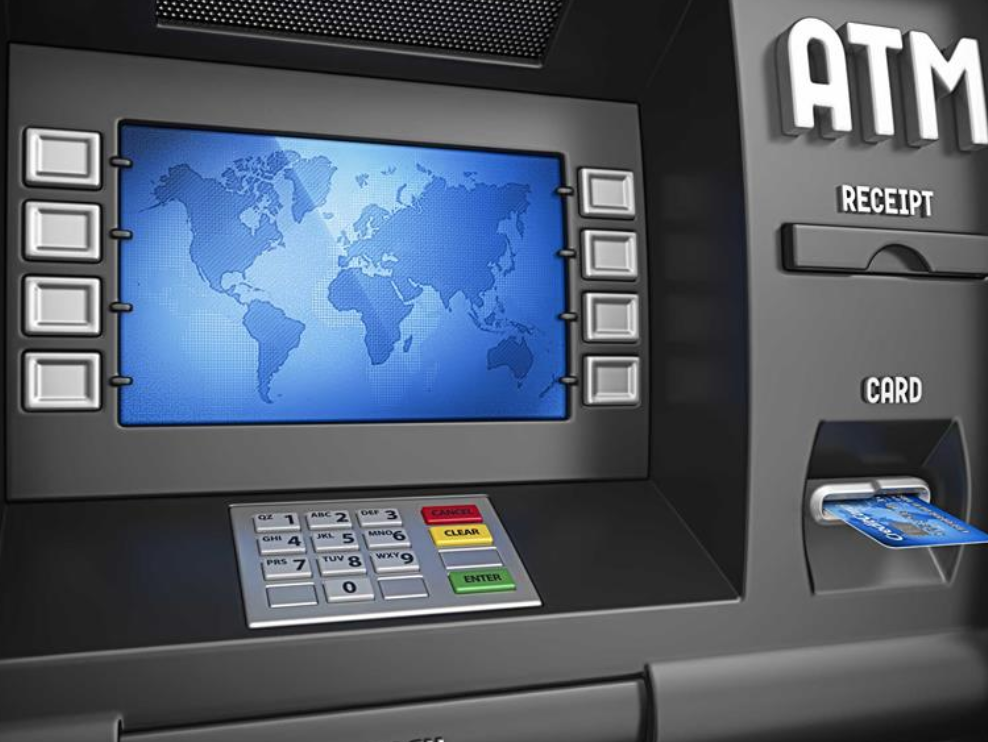 ATM
RECEIPT
CARD
QZ 1 ABC 2 DEF 3 CANCEL
GHI 4 JKL 5 MNO 6 CLEAR
PRS 7 TUV 8 WXY 9
0 ENTER